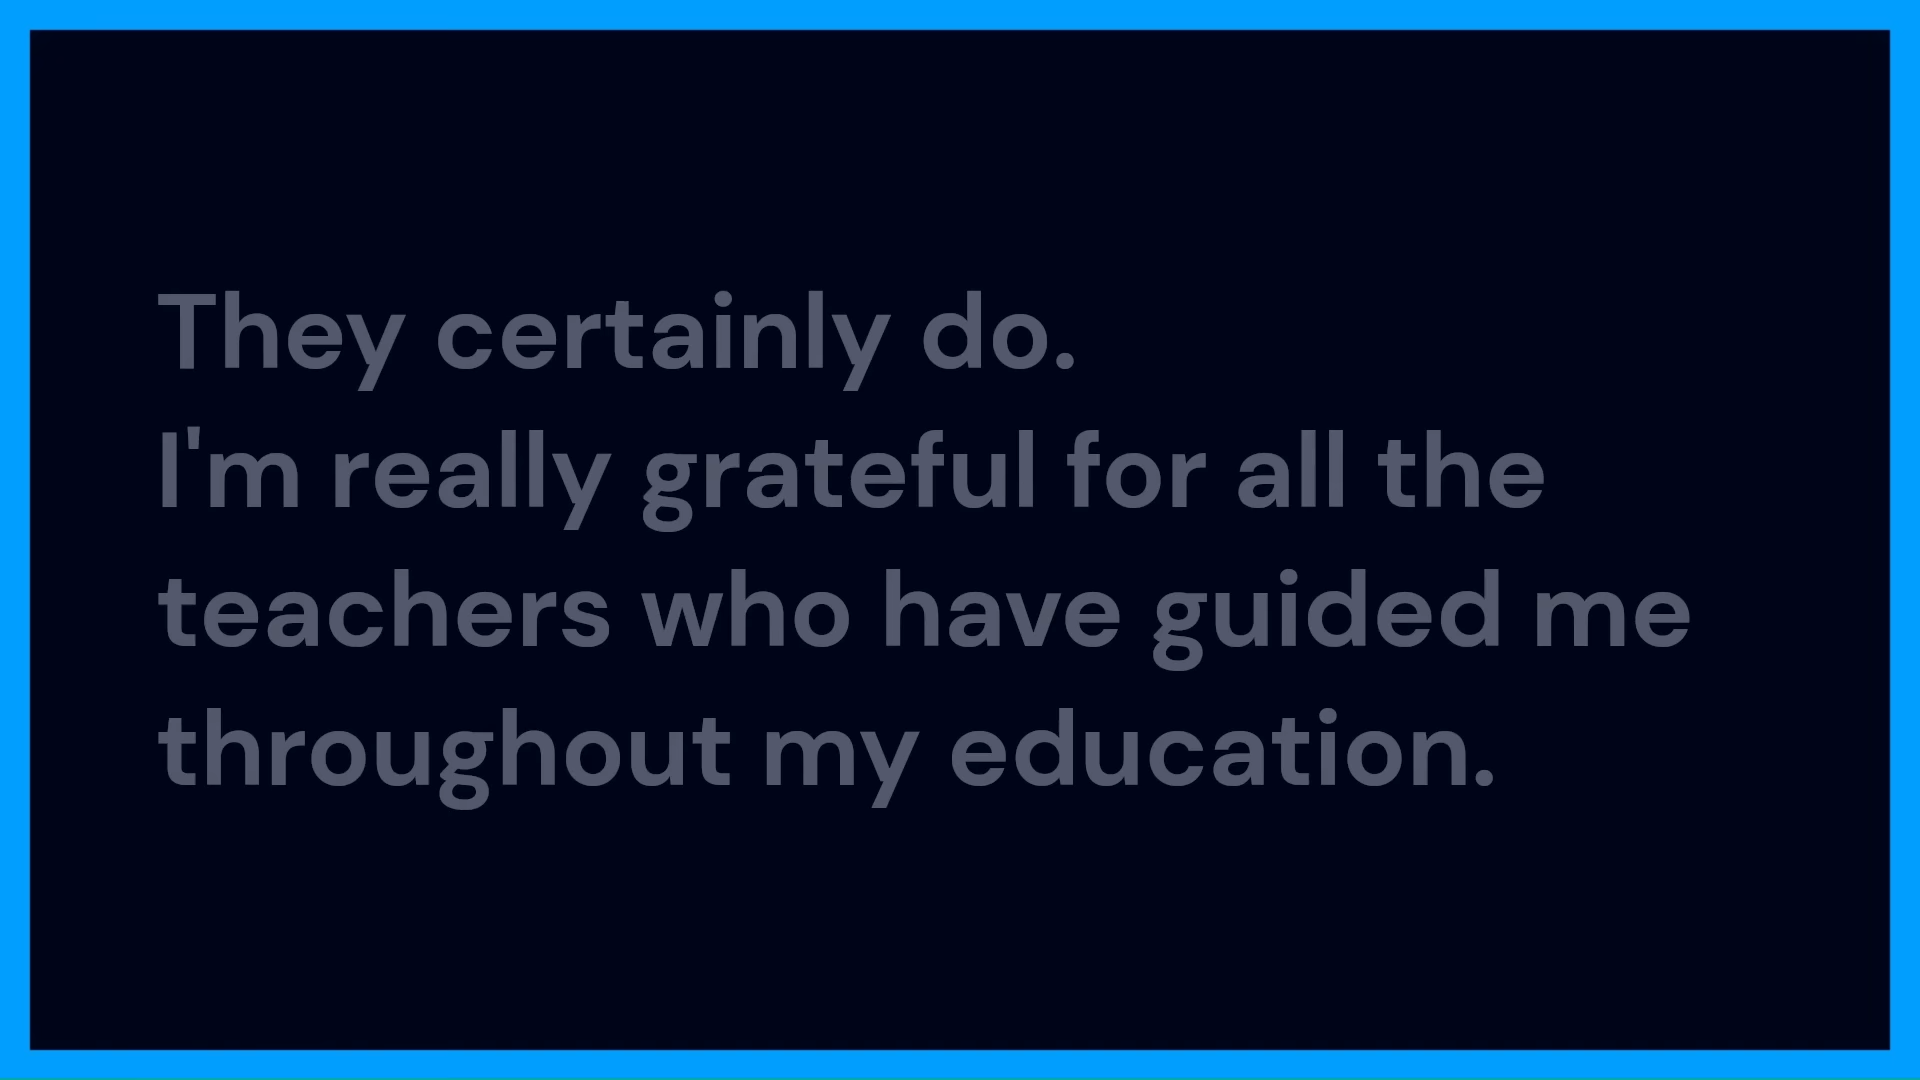 They certainly do.
I'm really grateful for all the
teachers who have guided me
throughout my education.